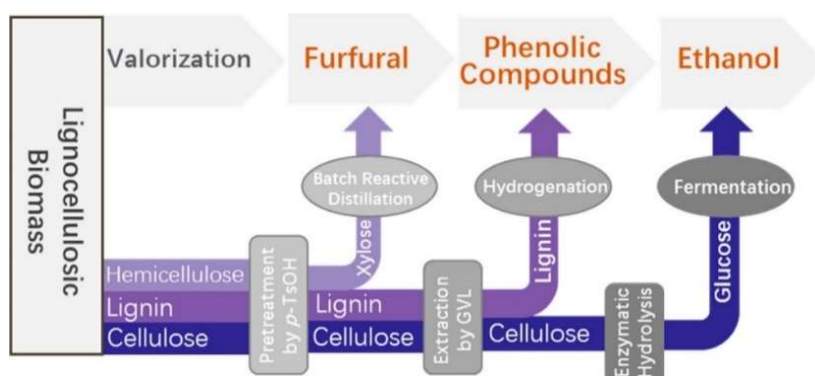 Lignocellulosic
Biomass
Valorization
Furfural
Phenolic
Compounds
Ethanol
Batch Reactive
Distillation
Hydrogenation
Fermentation
Hemicellulose
Lignin
Cellulose
Pretreatment
by p-TsOH
Xylose
Lignin
Cellulose
Extraction
by GVL
Lignin
Cellulose
Enzymatic
Hydrolysis
Glucose